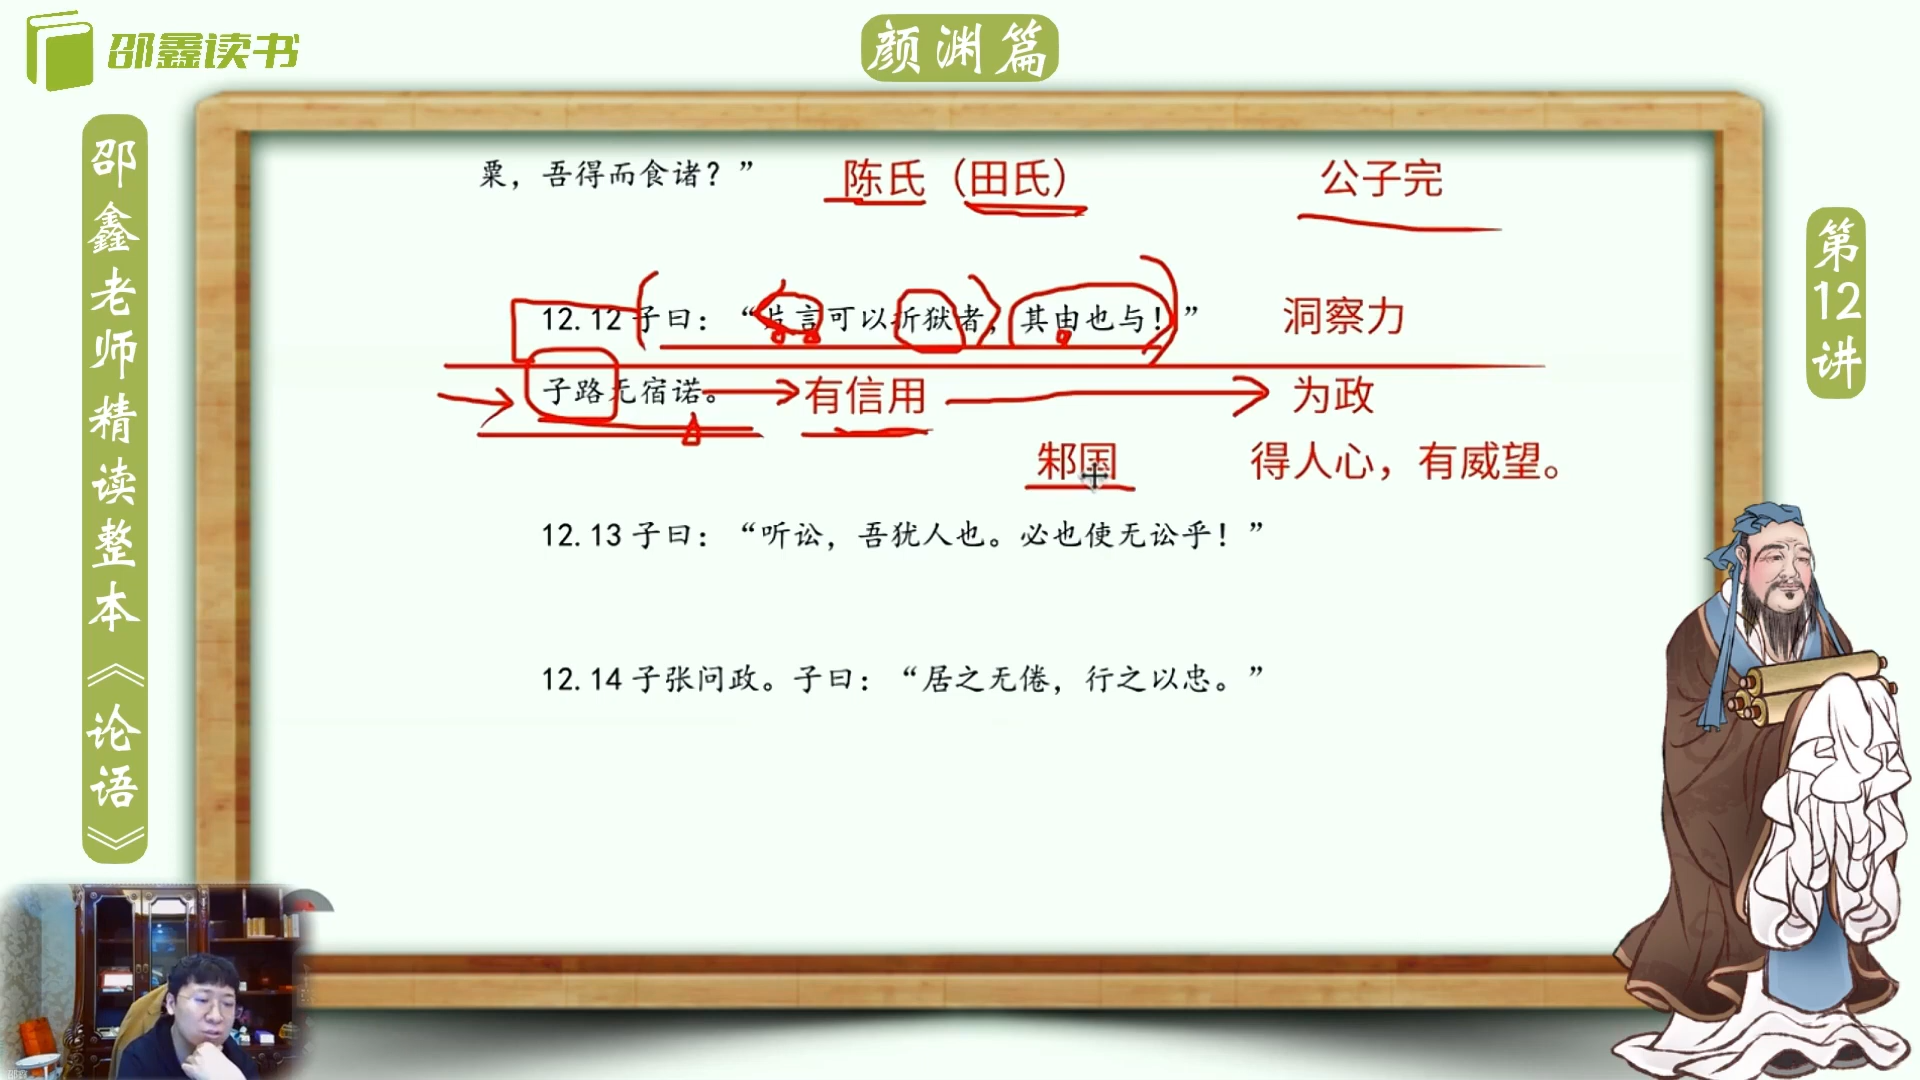 邵鑫读书
颜渊篇
邵鑫老师精读整本《论语》
第12讲
粟，吾得而食诸？”
陈氏（田氏）
公子完
12.12 子曰：“片言可以折狱者，其由也与！”
洞察力
子路无宿诺。
有信用
为政
邾国
得人心，有威望。
12.13 子曰：“听讼，吾犹人也。必也使无讼乎！”
12.14 子张问政。子曰：“居之无倦，行之以忠。”